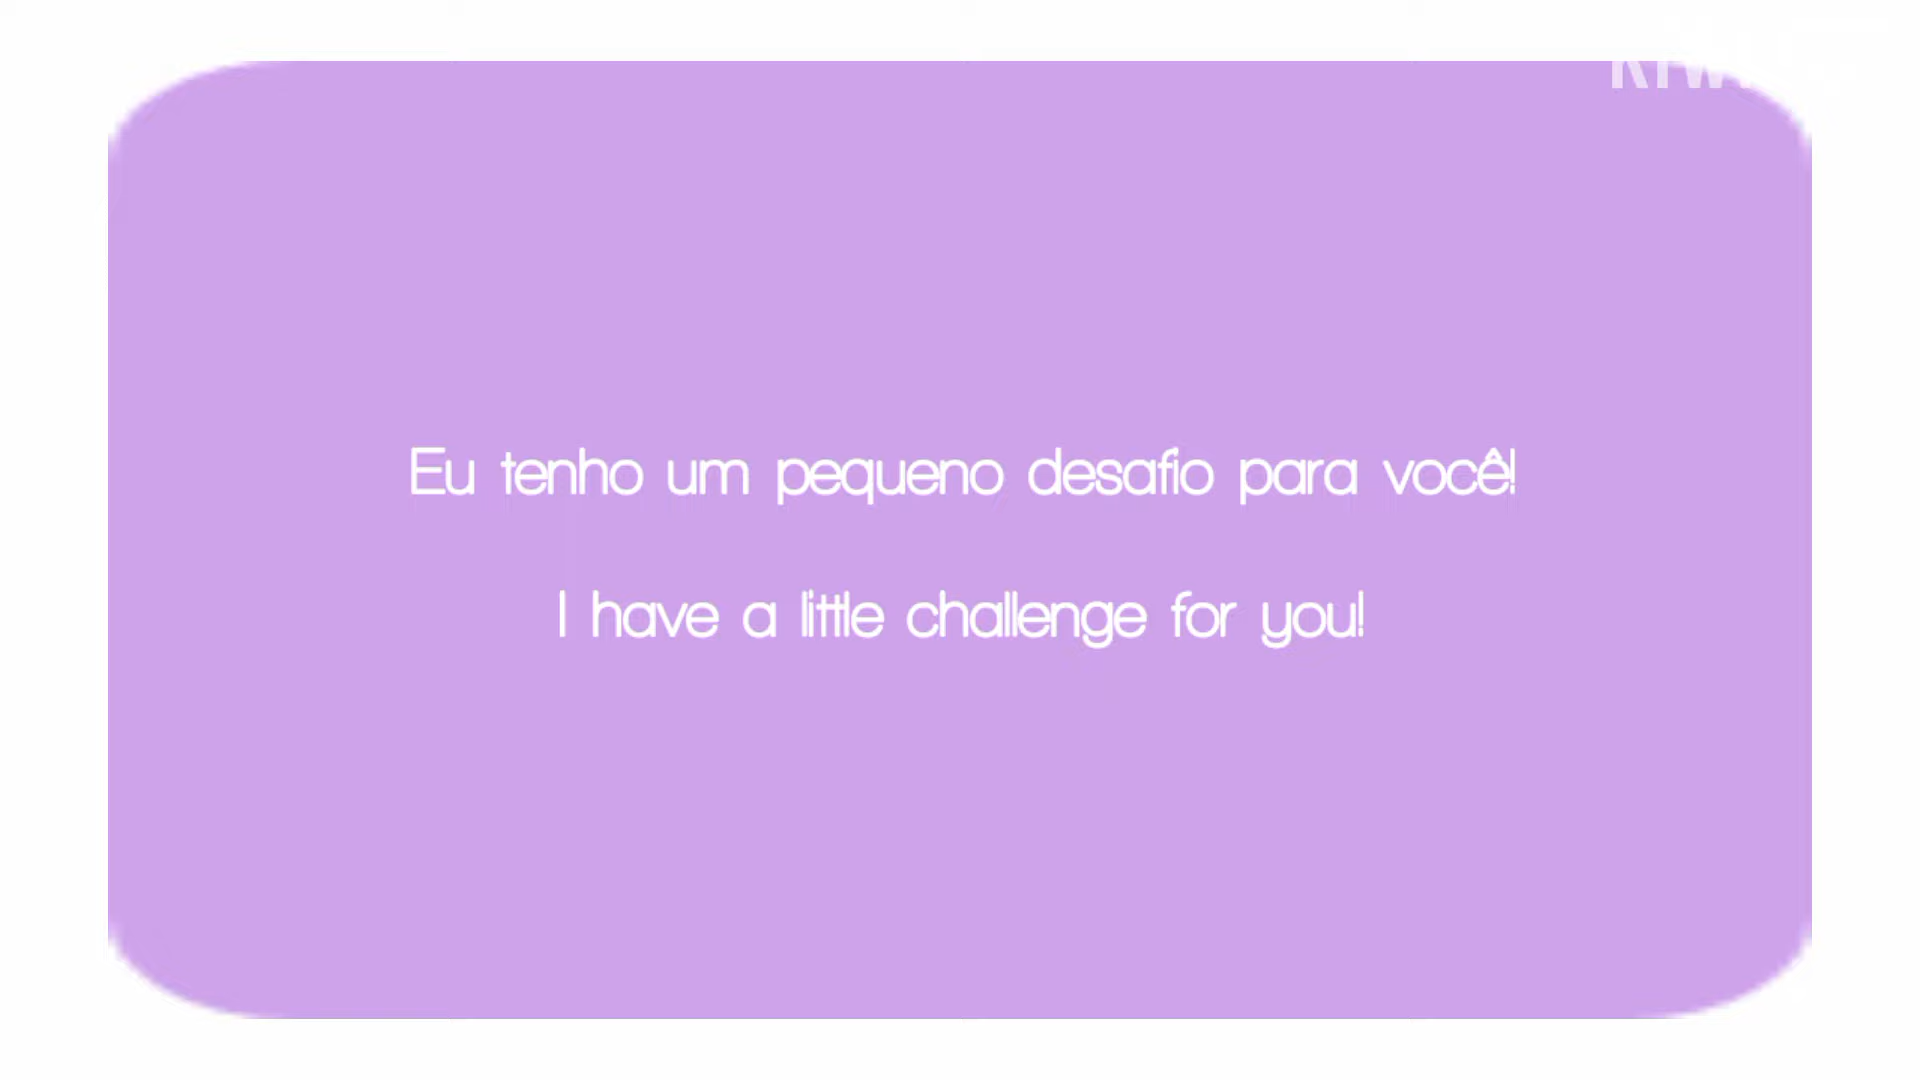 Eu tenho um pequeno desafio para você!
I have a little challenge for you!